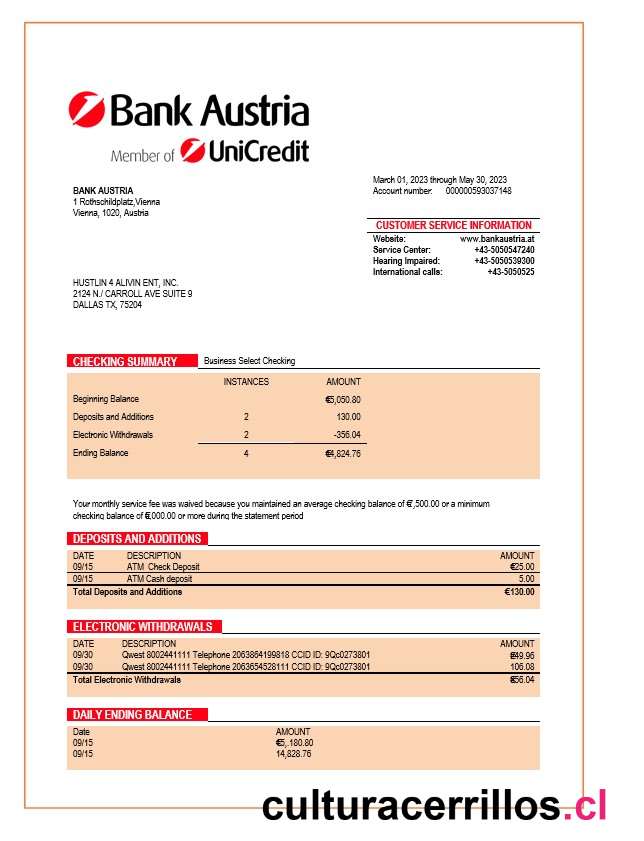 Bank Austria
Member of UniCredit
March 01, 2023 through May 30, 2023
Account number: 000000593037148
BANK AUSTRIA
1 Rothschildplatz,Vienna
Vienna, 1020, Austria
CUSTOMER SERVICE INFORMATION
Website: www.bankaustria.at
Service Center: +43-5050547240
Hearing Impaired: +43-5050539300
International calls: +43-5050525
HUSTLIN 4 ALIVIN ENT, INC.
2124 N./ CARROLL AVE SUITE 9
DALLAS TX, 75204
CHECKING SUMMARY Business Select Checking
INSTANCES AMOUNT
Beginning Balance €5,050.80
Deposits and Additions 2 130.00
Electronic Withdrawals 2 -356.04
Ending Balance 4 €4,824.76
Your monthly service fee was waived because you maintained an average checking balance of €7,500.00 or a minimum
checking balance of €,000.00 or more during the statement period
DEPOSITS AND ADDITIONS
DATE DESCRIPTION AMOUNT
09/15 ATM Check Deposit €25.00
09/15 ATM Cash deposit 5.00
Total Deposits and Additions €130.00
ELECTRONIC WITHDRAWALS
DATE DESCRIPTION AMOUNT
09/30 Qwest 8002441111 Telephone 2063864199818 CCID ID: 9Qc0273801 €49.96
09/30 Qwest 8002441111 Telephone 2063654528111 CCID ID: 9Qc0273801 106.08
Total Electronic Withdrawals €56.04
DAILY ENDING BALANCE
Date AMOUNT
09/15 €5,.180.80
09/15 14,828.76
culturacerrillos.cl